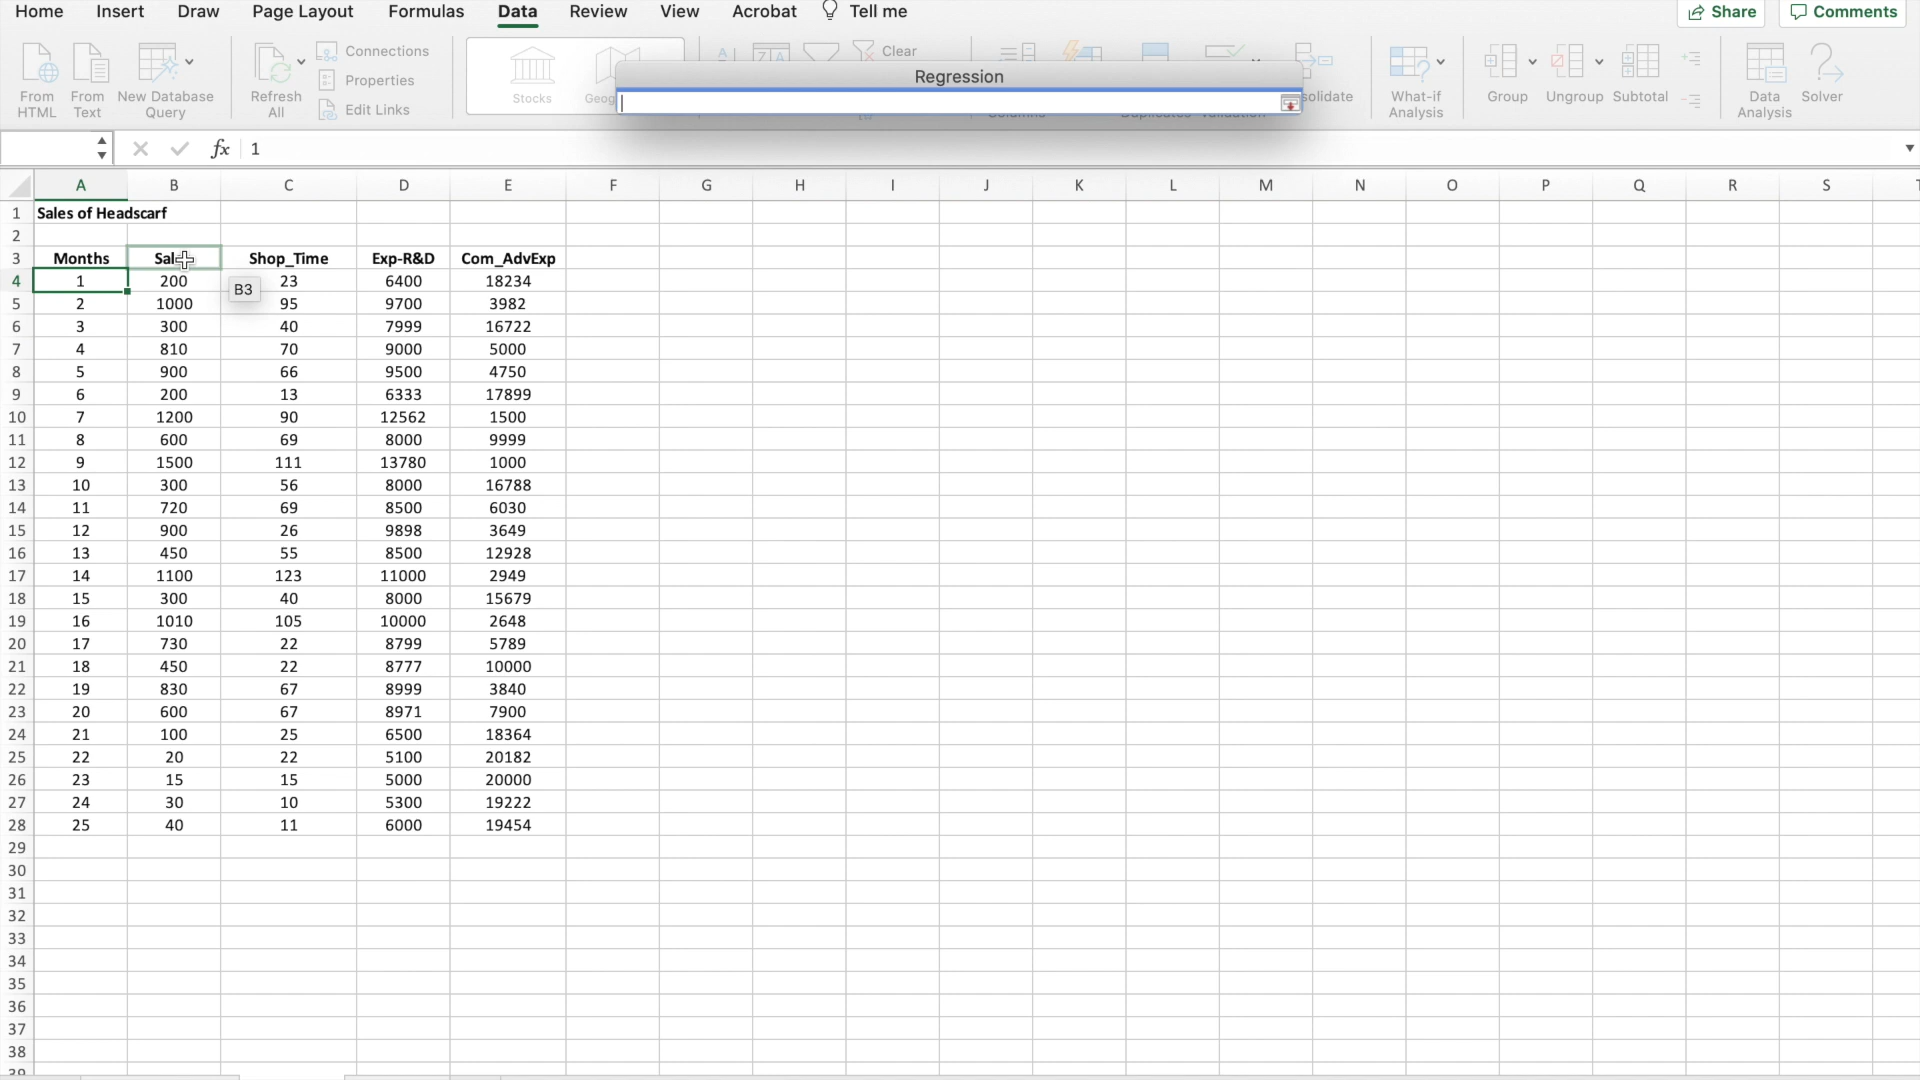 Home Insert Draw Page Layout Formulas Data Review View Acrobat Tell me Share Comments
Connections Clear
Properties
Edit Links
From HTML From Text New Database Query Refresh All Stocks What-if Analysis Group Ungroup Subtotal Data Analysis Solver
Regression
fx 1
A B C D E F G H I J K L M N O P Q R S
1 Sales of Headscarf
2
3 Months Sal Shop_Time Exp-R&D Com_AdvExp
4 1 200 23 6400 18234
B3
5 2 1000 95 9700 3982
6 3 300 40 7999 16722
7 4 810 70 9000 5000
8 5 900 66 9500 4750
9 6 200 13 6333 17899
10 7 1200 90 12562 1500
11 8 600 69 8000 9999
12 9 1500 111 13780 1000
13 10 300 56 8000 16788
14 11 720 69 8500 6030
15 12 900 26 9898 3649
16 13 450 55 8500 12928
17 14 1100 123 11000 2949
18 15 300 40 8000 15679
19 16 1010 105 10000 2648
20 17 730 22 8799 5789
21 18 450 22 8777 10000
22 19 830 67 8999 3840
23 20 600 67 8971 7900
24 21 100 25 6500 18364
25 22 20 22 5100 20182
26 23 15 15 5000 20000
27 24 30 10 5300 19222
28 25 40 11 6000 19454
29
30
31
32
33
34
35
36
37
38
39